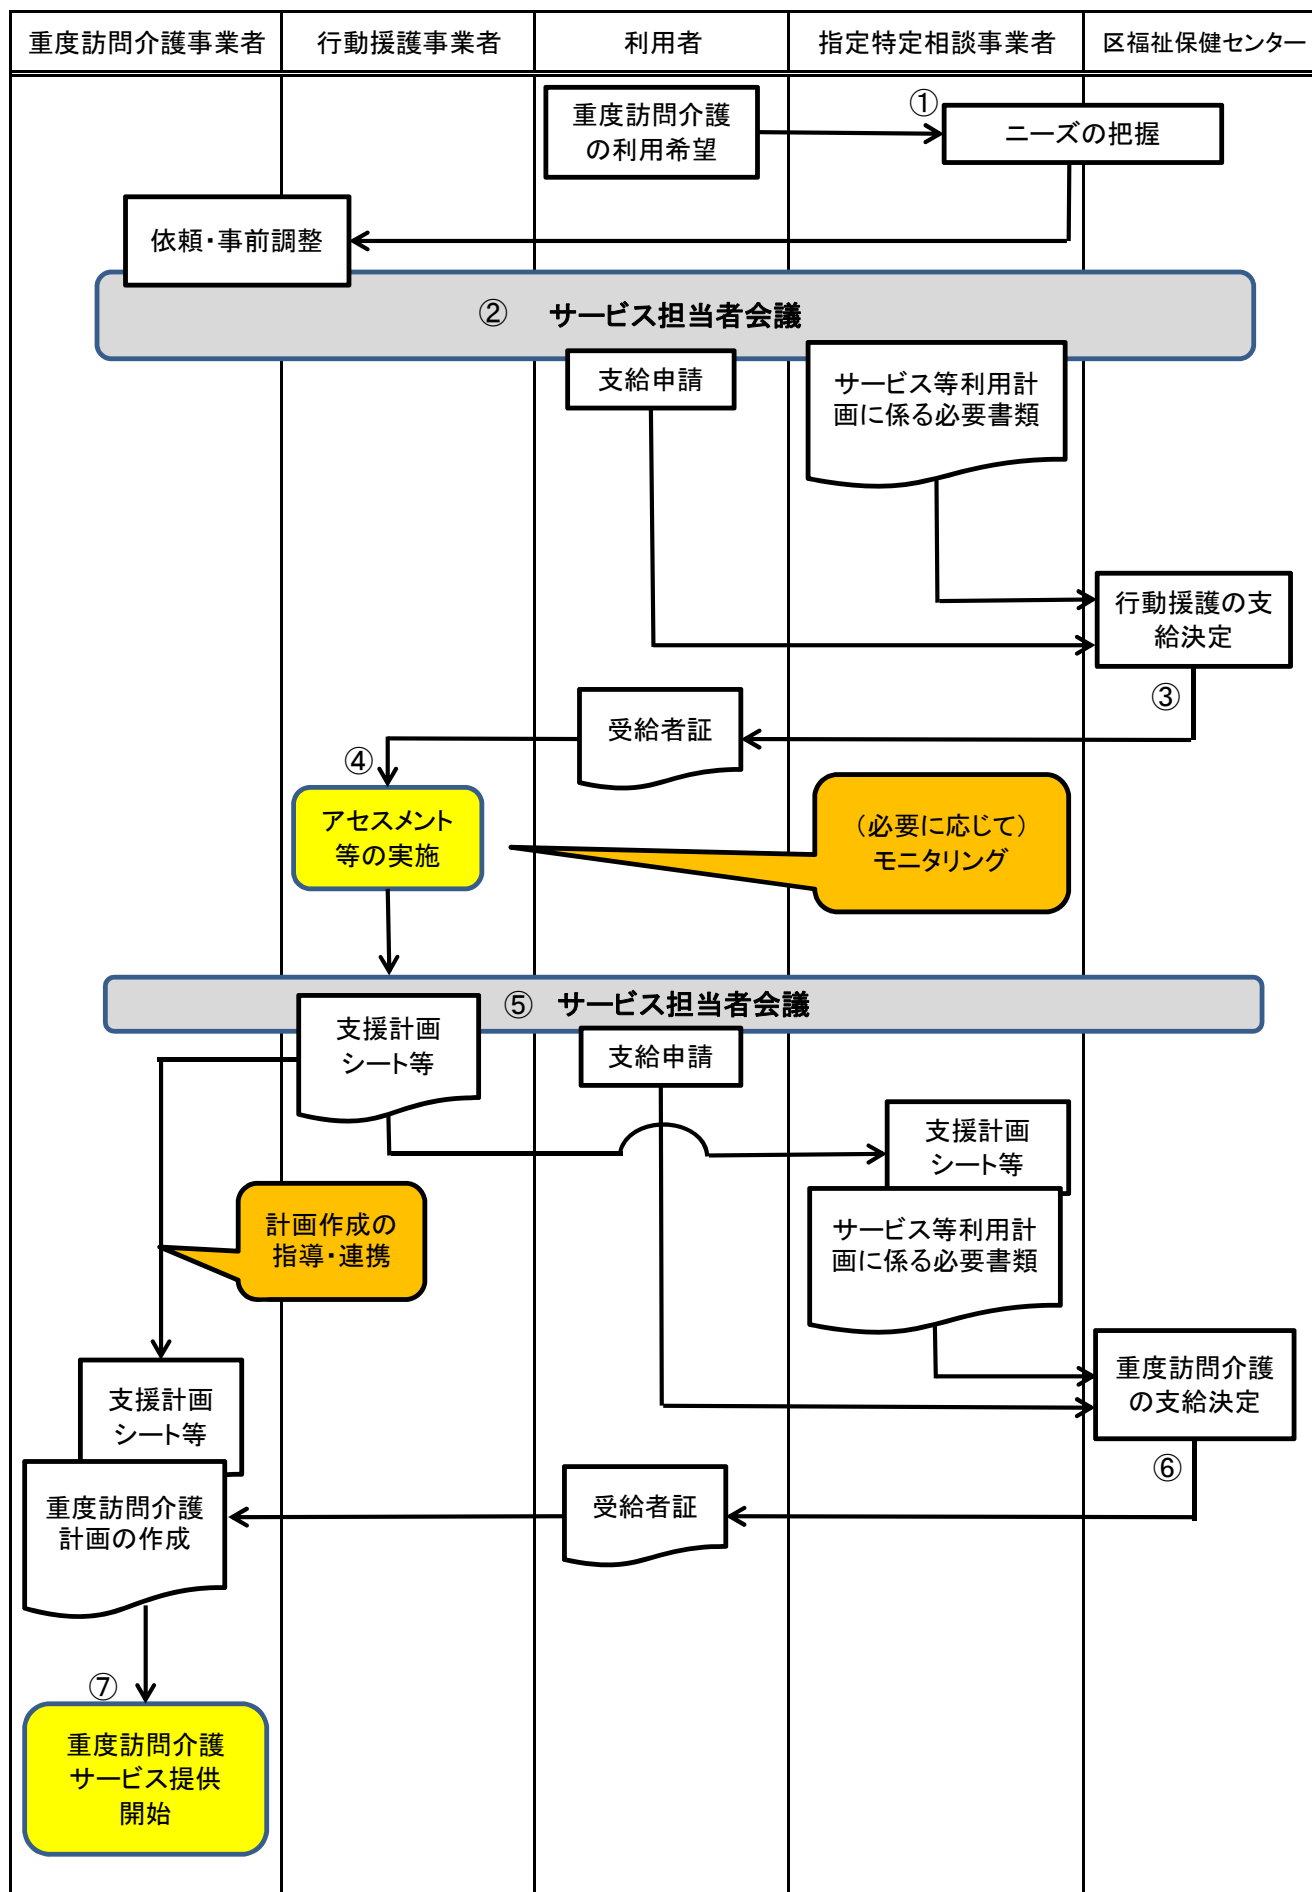 重度訪問介護事業者
行動援護事業者
利用者
指定特定相談事業者
区福祉保健センター
重度訪問介護
の利用希望
①
ニーズの把握
依頼・事前調整
② サービス担当者会議
支給申請
サービス等利用計
画に係る必要書類
行動援護の支
給決定
③
受給者証
④
アセスメント
等の実施
（必要に応じて）
モニタリング
⑤ サービス担当者会議
支援計画
シート等
支給申請
支援計画
シート等
サービス等利用計
画に係る必要書類
計画作成の
指導・連携
重度訪問介護
の支給決定
支援計画
シート等
⑥
重度訪問介護
計画の作成
受給者証
⑦
重度訪問介護
サービス提供
開始